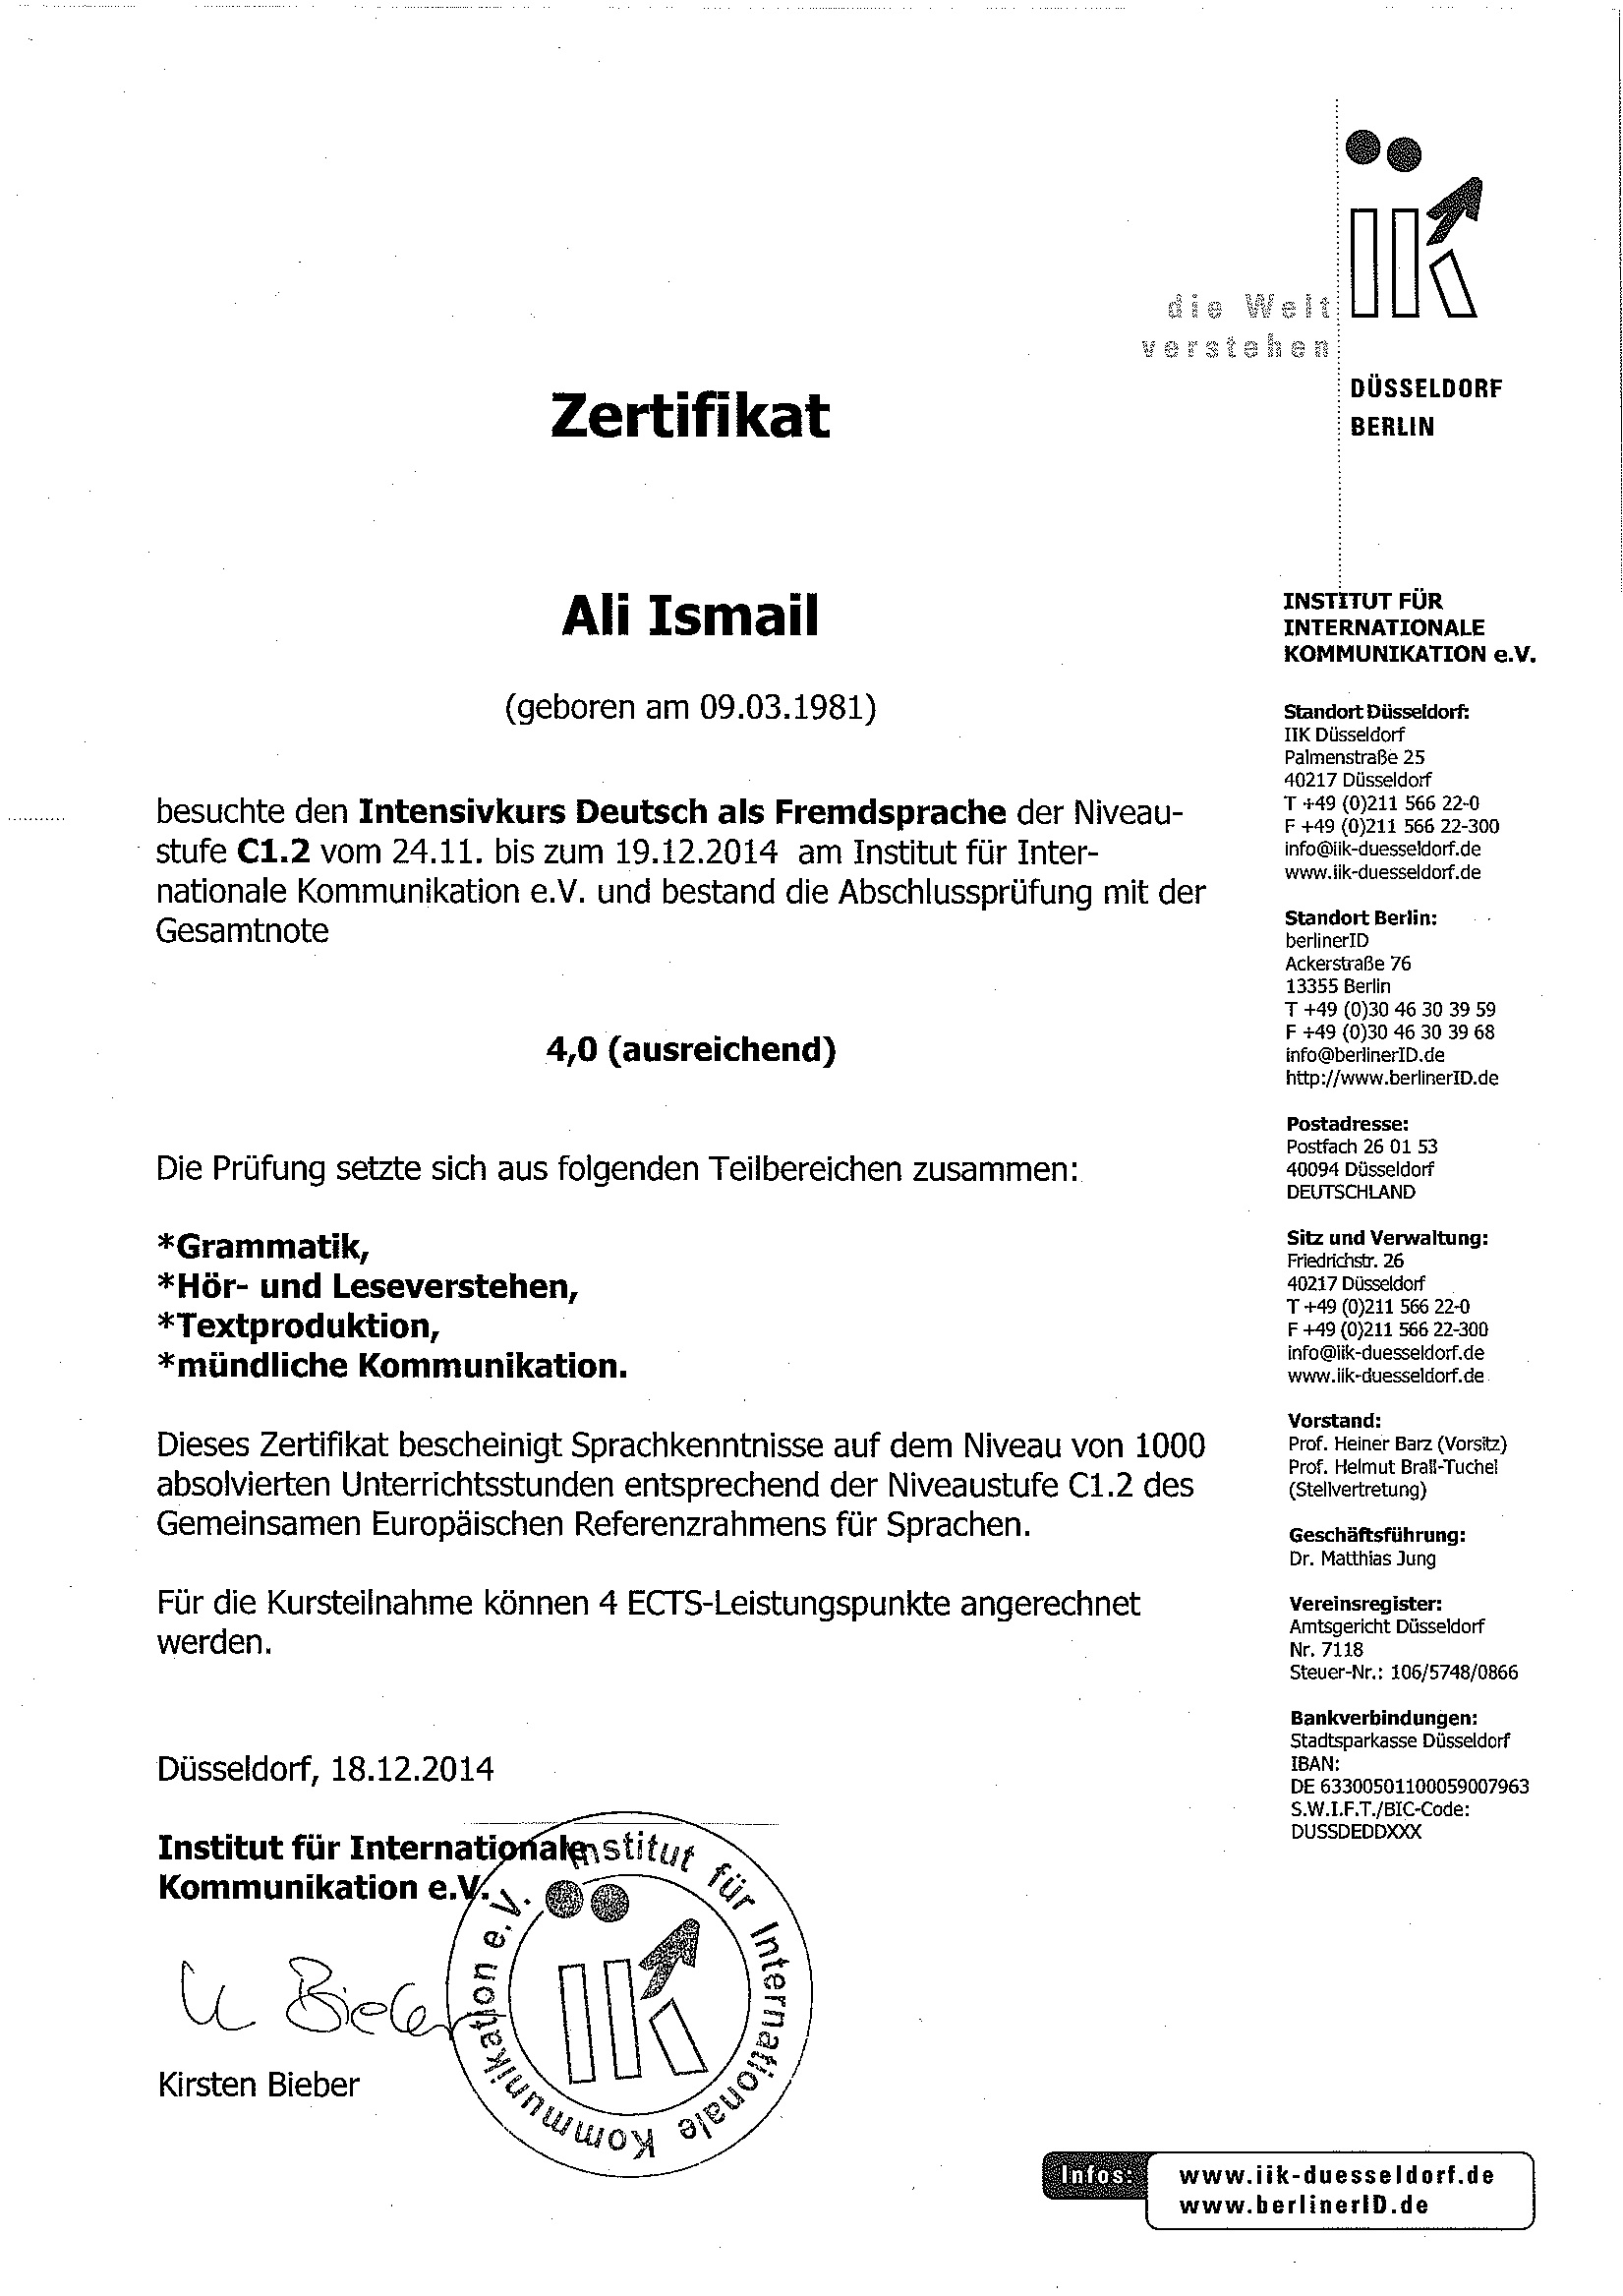 iik
die Welt
verstehen
DÜSSELDORF
BERLIN
Zertifikat
Ali Ismail
(geboren am 09.03.1981)
besuchte den Intensivkurs Deutsch als Fremdsprache der Niveau-
stufe C1.2 vom 24.11. bis zum 19.12.2014 am Institut für Inter-
nationale Kommunikation e.V. und bestand die Abschlussprüfung mit der
Gesamtnote
4,0 (ausreichend)
Die Prüfung setzte sich aus folgenden Teilbereichen zusammen:
*Grammatik,
*Hör- und Leseverstehen,
*Textproduktion,
*mündliche Kommunikation.
Dieses Zertifikat bescheinigt Sprachkenntnisse auf dem Niveau von 1000
absolvierten Unterrichtsstunden entsprechend der Niveaustufe C1.2 des
Gemeinsamen Europäischen Referenzrahmens für Sprachen.
Für die Kursteilnahme können 4 ECTS-Leistungspunkte angerechnet
werden.
Düsseldorf, 18.12.2014
Institut für Internationale
Kommunikation e.V.
K Bieber
Kirsten Bieber
Institut für Internationale Kommunikation e.V.
iik
INSTITUT FÜR
INTERNATIONALE
KOMMUNIKATION e.V.
Standort Düsseldorf:
IIK Düsseldorf
Palmenstraße 25
40217 Düsseldorf
T +49 (0)211 566 22-0
F +49 (0)211 566 22-300
info@iik-duesseldorf.de
www.iik-duesseldorf.de
Standort Berlin:
berlinerID
Ackerstraße 76
13355 Berlin
T +49 (0)30 46 30 39 59
F +49 (0)30 46 30 39 68
info@berlinerID.de
http://www.berlinerID.de
Postadresse:
Postfach 26 01 53
40094 Düsseldorf
DEUTSCHLAND
Sitz und Verwaltung:
Friedrichstr. 26
40217 Düsseldorf
T +49 (0)211 566 22-0
F +49 (0)211 566 22-300
info@iik-duesseldorf.de
www.iik-duesseldorf.de
Vorstand:
Prof. Heiner Barz (Vorsitz)
Prof. Helmut Brall-Tuchel
(Stellvertretung)
Geschäftsführung:
Dr. Matthias Jung
Vereinsregister:
Amtsgericht Düsseldorf
Nr. 7118
Steuer-Nr.: 106/5748/0866
Bankverbindungen:
Stadtsparkasse Düsseldorf
IBAN:
DE 63300501100059007963
S.W.I.F.T./BIC-Code:
DUSSDEDDXXX
Infos:
www.iik-duesseldorf.de
www.berlinerID.de